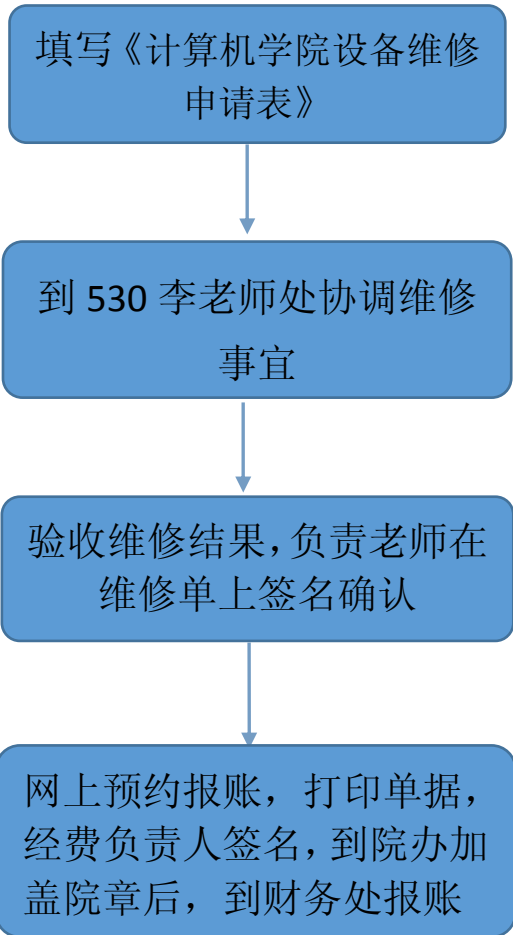 填写《计算机学院设备维修
申请表》
到 530 李老师处协调维修
事宜
验收维修结果，负责老师在
维修单上签名确认
网上预约报账，打印单据，
经费负责人签名，到院办加
盖院章后，到财务处报账